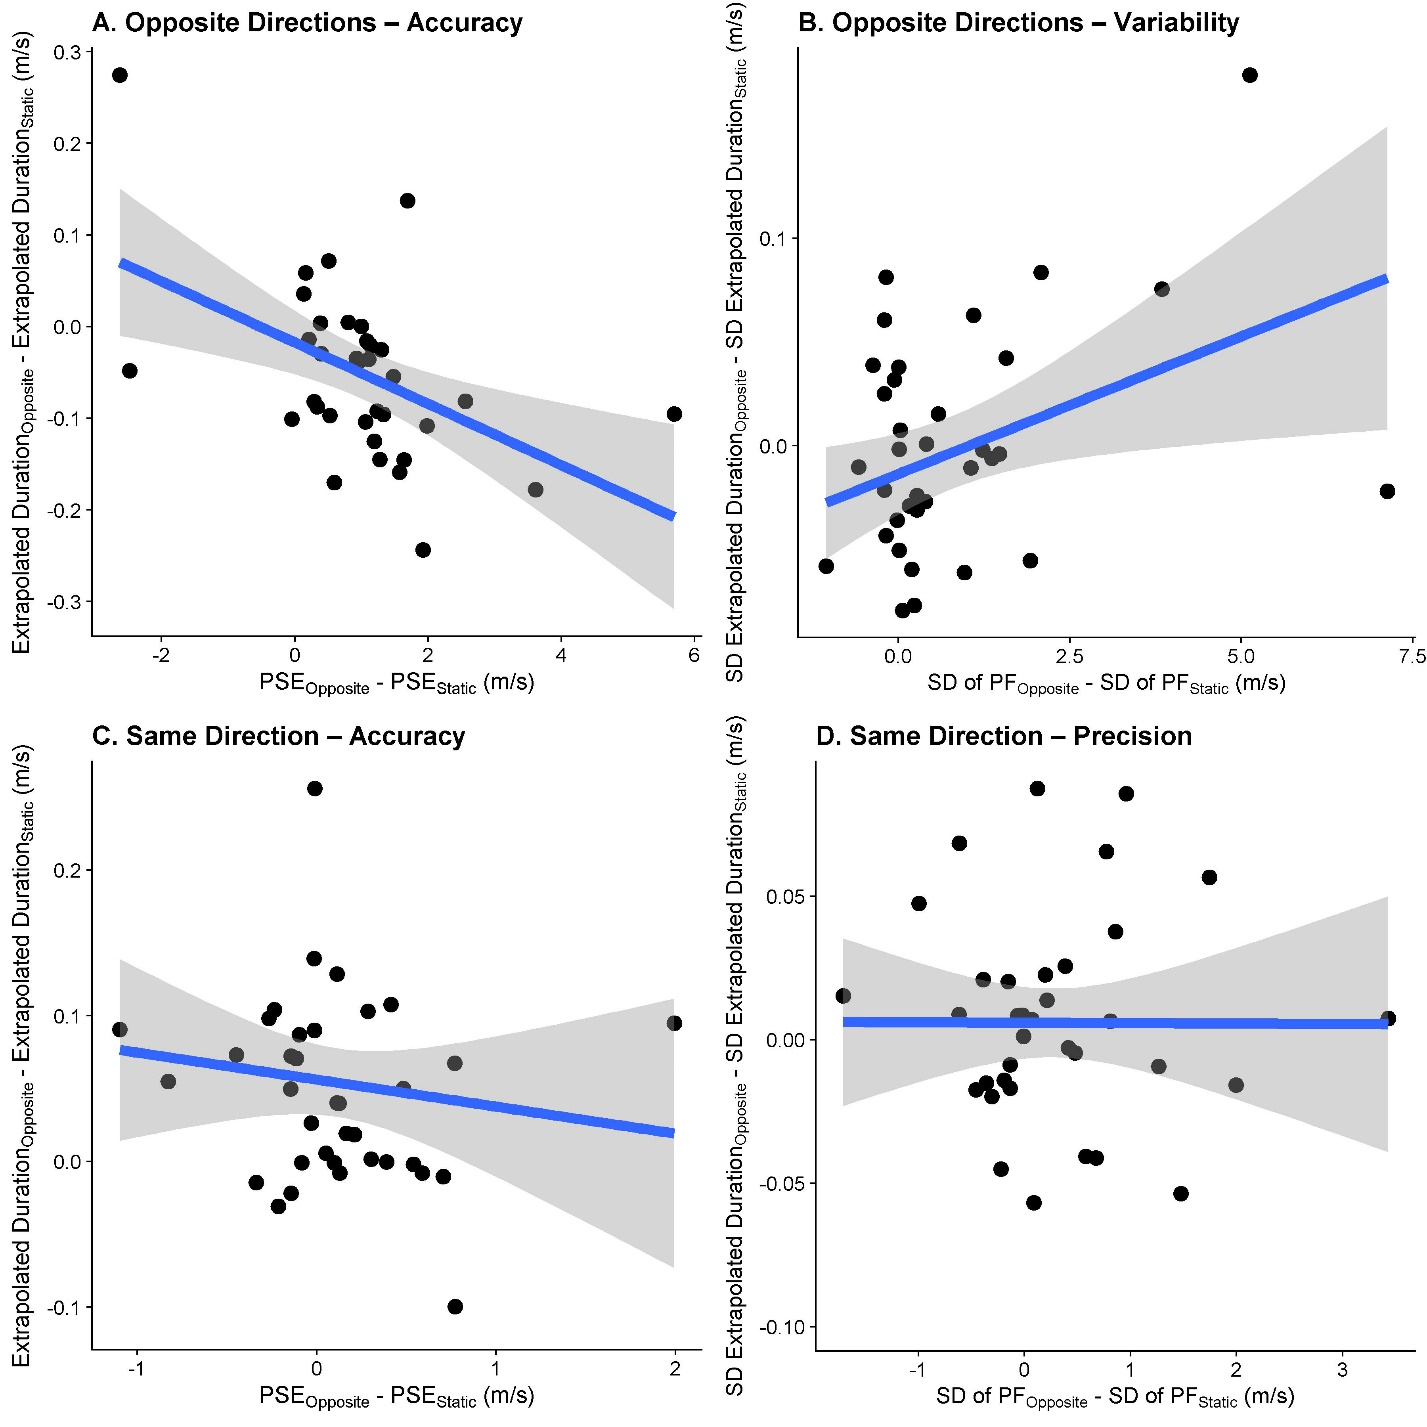 A. Opposite Directions – Accuracy
Extrapolated DurationOpposite - Extrapolated DurationStatic (m/s)
0.3
0.2
0.1
0.0
-0.1
-0.2
-0.3
-2 0 2 4 6
PSEOpposite - PSEStatic (m/s)
B. Opposite Directions – Variability
SD Extrapolated DurationOpposite - SD Extrapolated DurationStatic (m/s)
0.1
0.0
0.0 2.5 5.0 7.5
SD of PFOpposite - SD of PFStatic (m/s)
C. Same Direction – Accuracy
Extrapolated DurationOpposite - Extrapolated DurationStatic (m/s)
0.2
0.1
0.0
-0.1
-1 0 1 2
PSEOpposite - PSEStatic (m/s)
D. Same Direction – Precision
SD Extrapolated DurationOpposite - SD Extrapolated DurationStatic (m/s)
0.05
0.00
-0.05
-0.10
-1 0 1 2 3
SD of PFOpposite - SD of PFStatic (m/s)